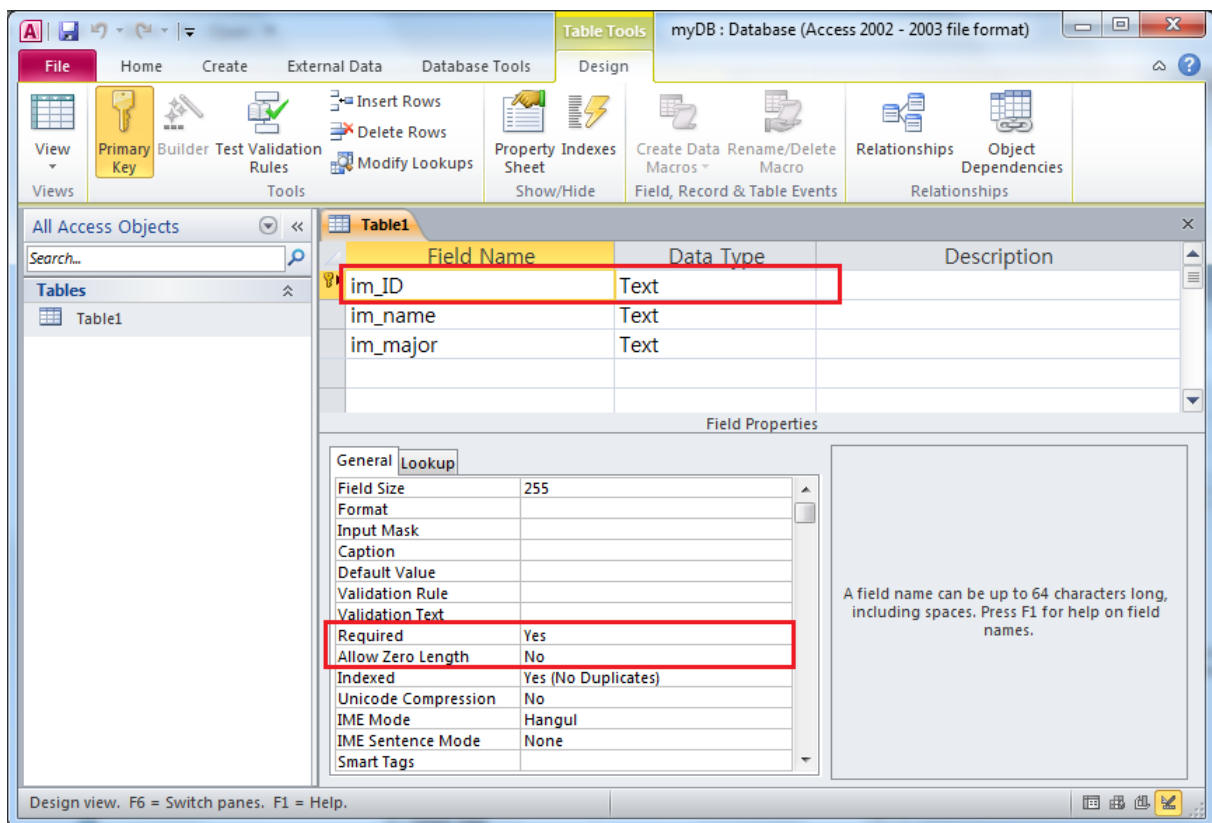 Table Tools
myDB : Database (Access 2002 - 2003 file format)
File Home Create External Data Database Tools Design
View
Views
Primary Key
Builder
Test Validation Rules
Insert Rows
Delete Rows
Modify Lookups
Tools
Property Sheet
Indexes
Show/Hide
Create Data Macros
Rename/Delete Macro
Field, Record & Table Events
Relationships
Object Dependencies
Relationships
All Access Objects
Search...
Tables
Table1
Table1
Field Name Data Type Description
im_ID Text
im_name Text
im_major Text
Field Properties
General Lookup
Field Size 255
Format
Input Mask
Caption
Default Value
Validation Rule
Validation Text
Required Yes
Allow Zero Length No
Indexed Yes (No Duplicates)
Unicode Compression No
IME Mode Hangul
IME Sentence Mode None
Smart Tags
A field name can be up to 64 characters long,
including spaces. Press F1 for help on field
names.
Design view. F6 = Switch panes. F1 = Help.